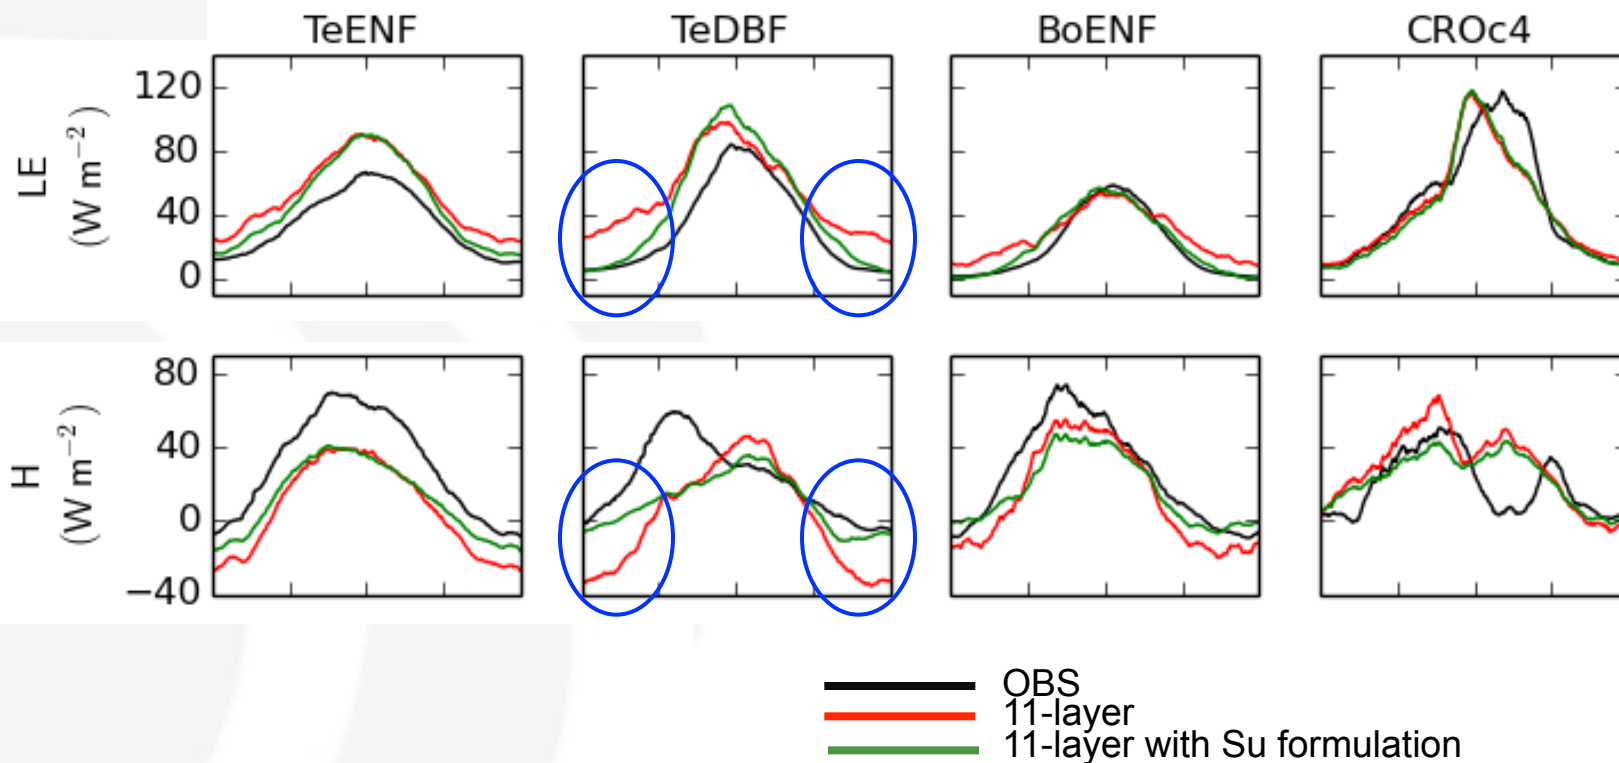 TeENF TeDBF BoENF CROc4
LE
(W m−2)
120
80
40
0
H
(W m−2)
80
40
0
−40
OBS
11-layer
11-layer with Su formulation